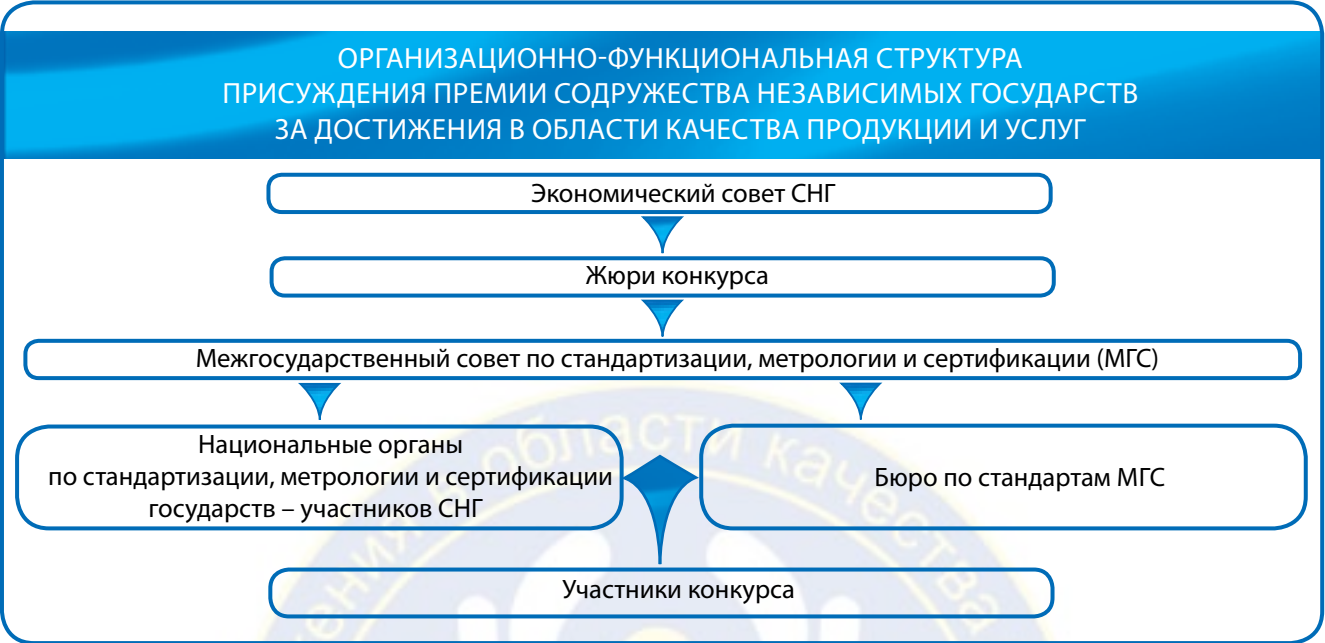 ОРГАНИЗАЦИОННО-ФУНКЦИОНАЛЬНАЯ СТРУКТУРА
ПРИСУЖДЕНИЯ ПРЕМИИ СОДРУЖЕСТВА НЕЗАВИСИМЫХ ГОСУДАРСТВ
ЗА ДОСТИЖЕНИЯ В ОБЛАСТИ КАЧЕСТВА ПРОДУКЦИИ И УСЛУГ
Экономический совет СНГ
Жюри конкурса
Межгосударственный совет по стандартизации, метрологии и сертификации (МГС)
Национальные органы
по стандартизации, метрологии и сертификации
государств – участников СНГ
Бюро по стандартам МГС
Участники конкурса
области качества